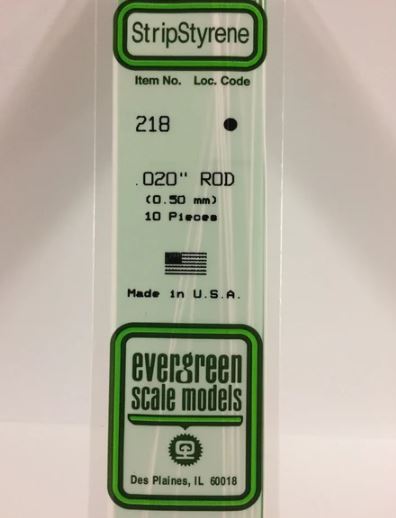 StripStyrene
Item No. Loc. Code
218
.020" ROD
(0.50 mm)
10 Pieces
Made in U.S.A.
evergreen
scale models
Des Plaines, IL 60018